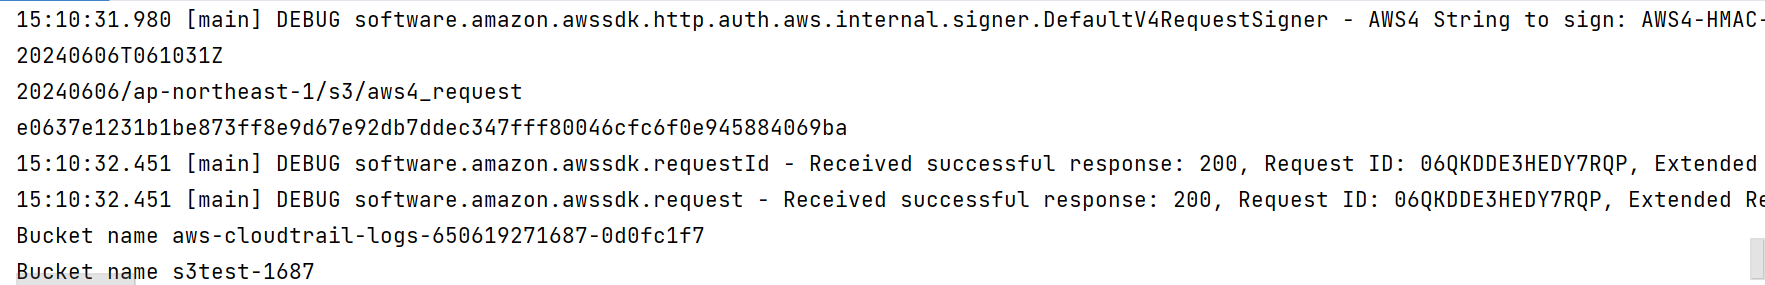 15:10:31.980 [main] DEBUG software.amazon.awssdk.http.auth.aws.internal.signer.DefaultV4RequestSigner - AWS4 String to sign: AWS4-HMAC-
20240606T061031Z
20240606/ap-northeast-1/s3/aws4_request
e0637e1231b1be873ff8e9d67e92db7ddec347fff80046cfc6f0e945884069ba
15:10:32.451 [main] DEBUG software.amazon.awssdk.requestId - Received successful response: 200, Request ID: 06QKDDE3HEDY7RQP, Extended
15:10:32.451 [main] DEBUG software.amazon.awssdk.request - Received successful response: 200, Request ID: 06QKDDE3HEDY7RQP, Extended Re
Bucket name aws-cloudtrail-logs-650619271687-0d0fc1f7
Bucket name s3test-1687